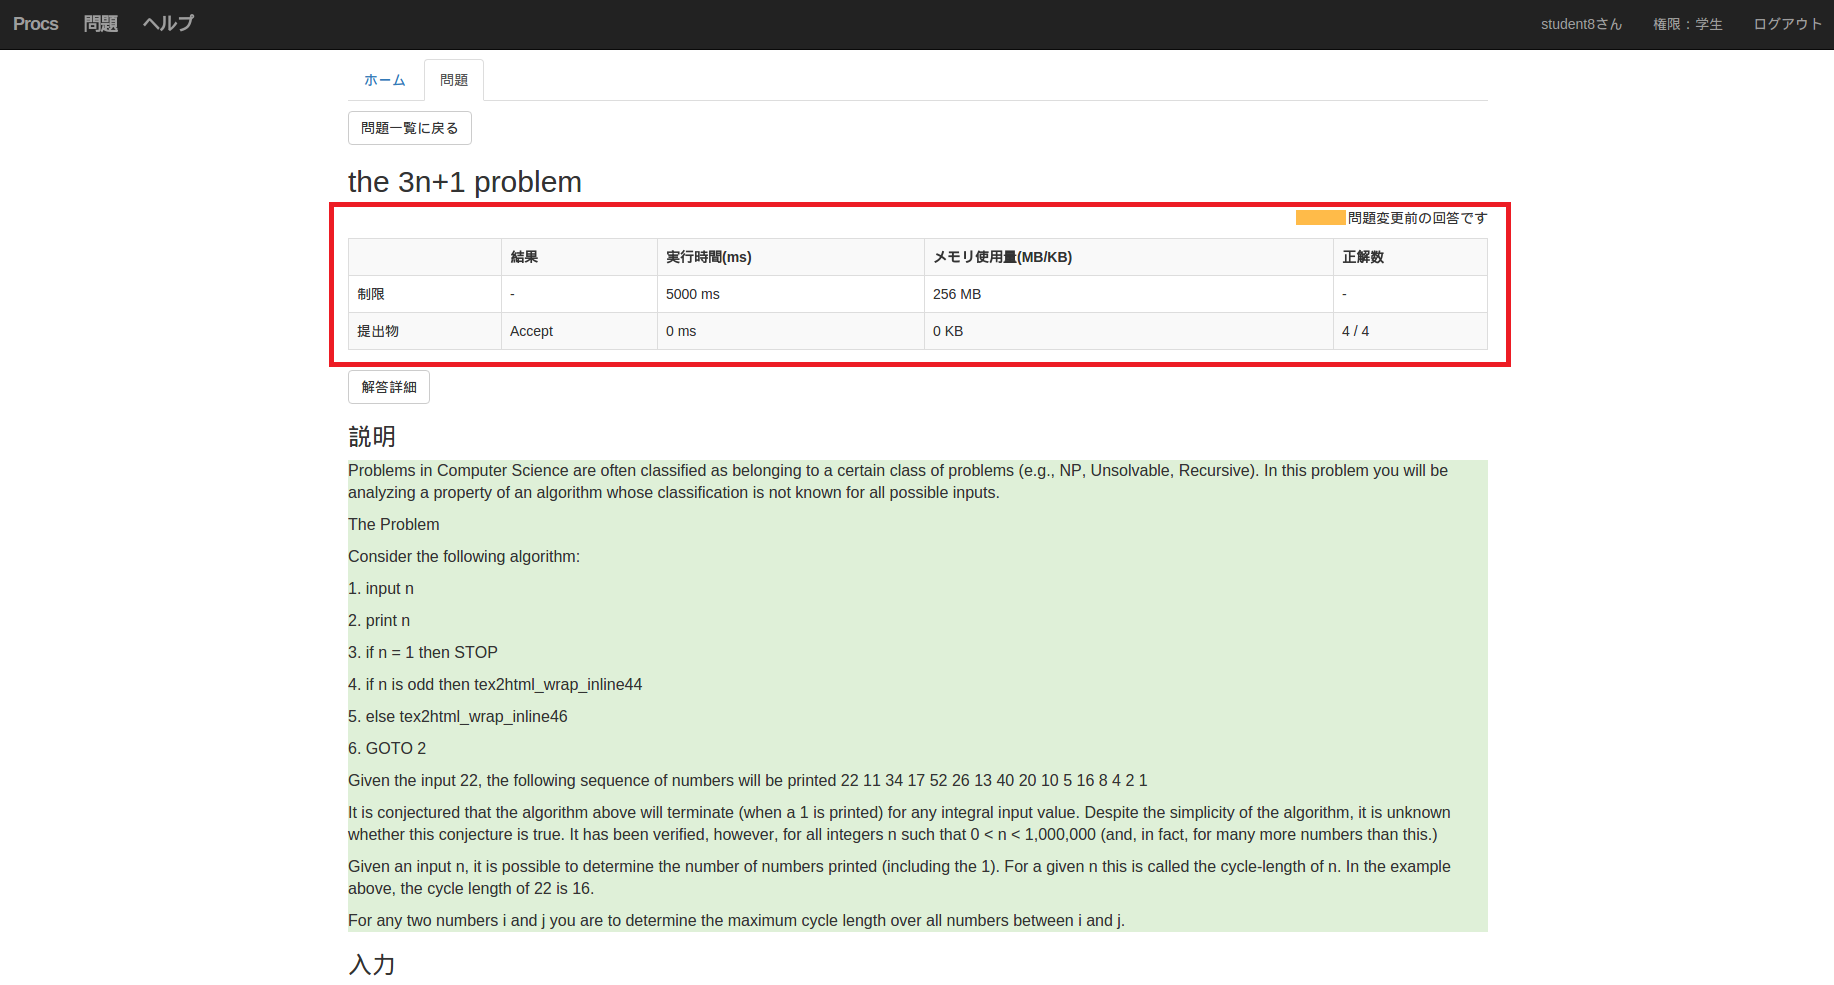 Procs 問題 ヘルプ student8さん 権限：学生 ログアウト
ホーム 問題
問題一覧に戻る
the 3n+1 problem
問題変更前の回答です
結果 実行時間(ms) メモリ使用量(MB/KB) 正解数
制限 - 5000 ms 256 MB -
提出物 Accept 0 ms 0 KB 4 / 4
解答詳細
説明
Problems in Computer Science are often classified as belonging to a certain class of problems (e.g., NP, Unsolvable, Recursive). In this problem you will be
analyzing a property of an algorithm whose classification is not known for all possible inputs.
The Problem
Consider the following algorithm:
1. input n
2. print n
3. if n = 1 then STOP
4. if n is odd then tex2html_wrap_inline44
5. else tex2html_wrap_inline46
6. GOTO 2
Given the input 22, the following sequence of numbers will be printed 22 11 34 17 52 26 13 40 20 10 5 16 8 4 2 1
It is conjectured that the algorithm above will terminate (when a 1 is printed) for any integral input value. Despite the simplicity of the algorithm, it is unknown
whether this conjecture is true. It has been verified, however, for all integers n such that 0 < n < 1,000,000 (and, in fact, for many more numbers than this.)
Given an input n, it is possible to determine the number of numbers printed (including the 1). For a given n this is called the cycle-length of n. In the example
above, the cycle length of 22 is 16.
For any two numbers i and j you are to determine the maximum cycle length over all numbers between i and j.
入力